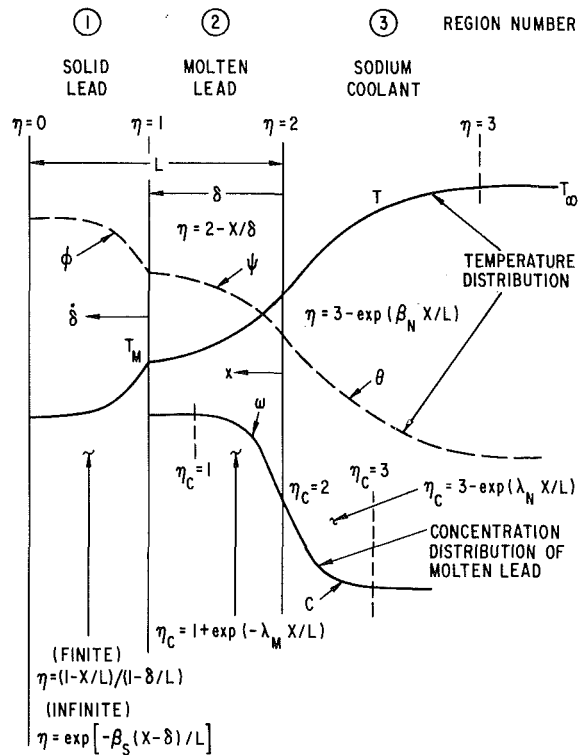 ① ② ③ REGION NUMBER
SOLID LEAD
MOLTEN LEAD
SODIUM COOLANT
η=0 η=1 η=2 η=3
L
δ
T T∞
η=2-X/δ
ϕ ψ
TEMPERATURE DISTRIBUTION
δ̇
η=3-exp(β_N X/L)
T_M
x
θ
ω
η_C=1 η_C=2 η_C=3
η_C=3-exp(λ_N X/L)
CONCENTRATION DISTRIBUTION OF MOLTEN LEAD
C
η_C=1+exp(-λ_M X/L)
(FINITE)
η=(1-X/L)/(1-δ/L)
(INFINITE)
η=exp[-β_S(X-δ)/L]